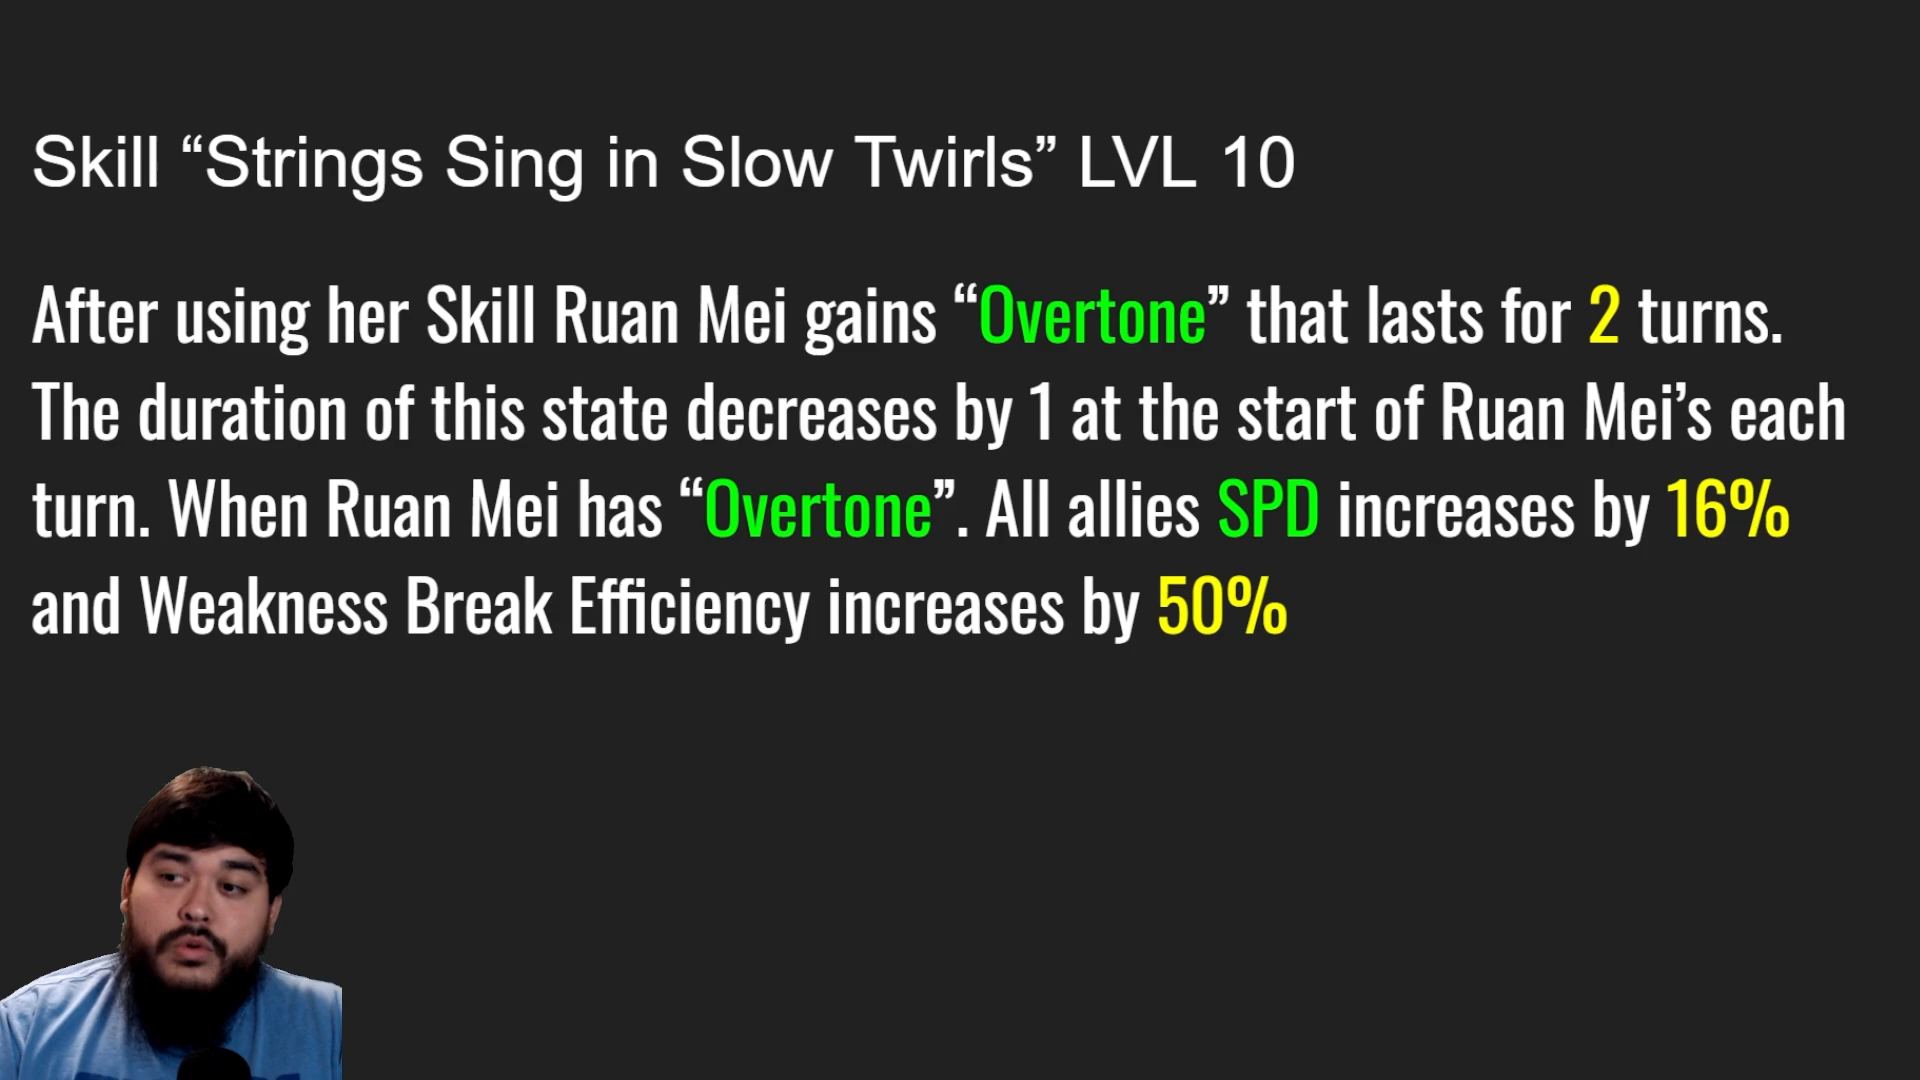 Skill “Strings Sing in Slow Twirls” LVL 10
After using her Skill Ruan Mei gains “Overtone” that lasts for 2 turns.
The duration of this state decreases by 1 at the start of Ruan Mei’s each
turn. When Ruan Mei has “Overtone”. All allies SPD increases by 16%
and Weakness Break Efficiency increases by 50%